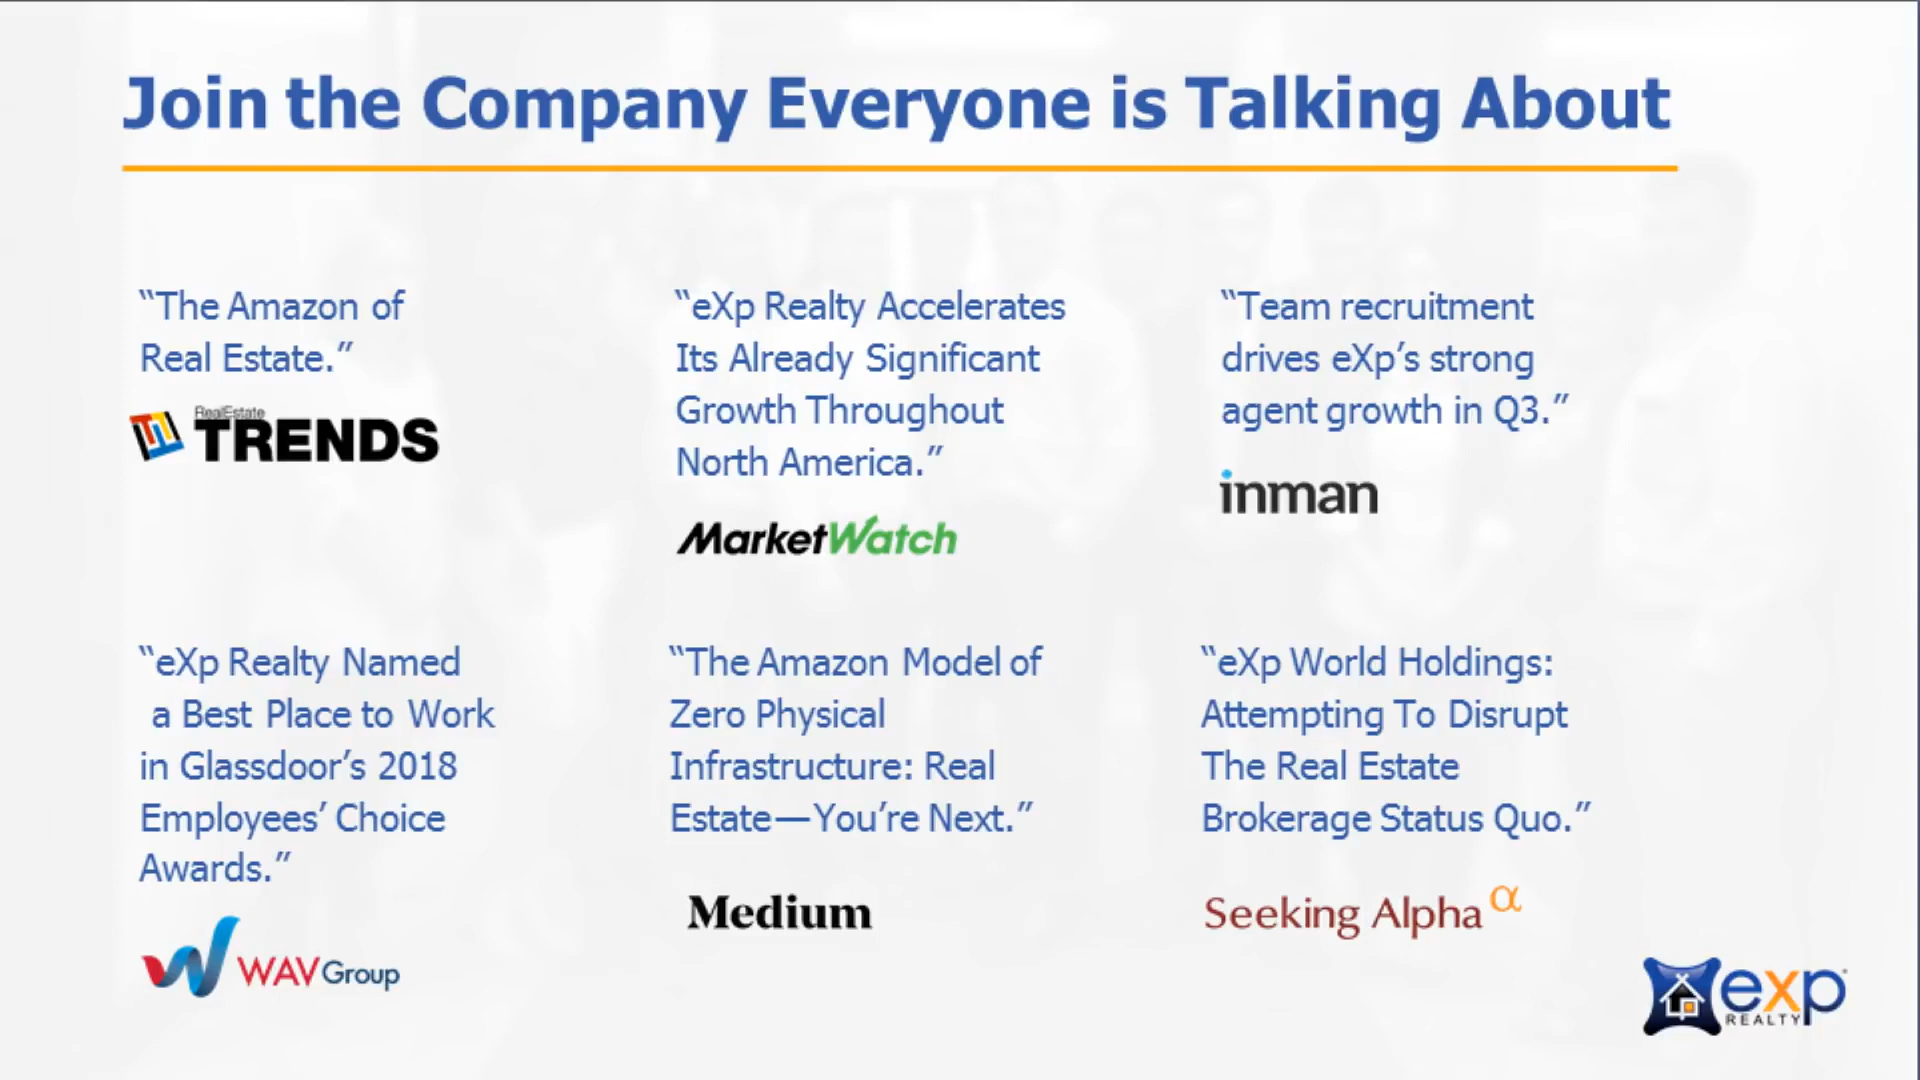 Join the Company Everyone is Talking About
“The Amazon of
Real Estate.”
RealEstate
TRENDS
“eXp Realty Accelerates
Its Already Significant
Growth Throughout
North America.”
MarketWatch
“Team recruitment
drives eXp’s strong
agent growth in Q3.”
inman
“eXp Realty Named
a Best Place to Work
in Glassdoor’s 2018
Employees’ Choice
Awards.”
WAVGroup
“The Amazon Model of
Zero Physical
Infrastructure: Real
Estate—You’re Next.”
Medium
“eXp World Holdings:
Attempting To Disrupt
The Real Estate
Brokerage Status Quo.”
Seeking Alpha α
exp
REALTY